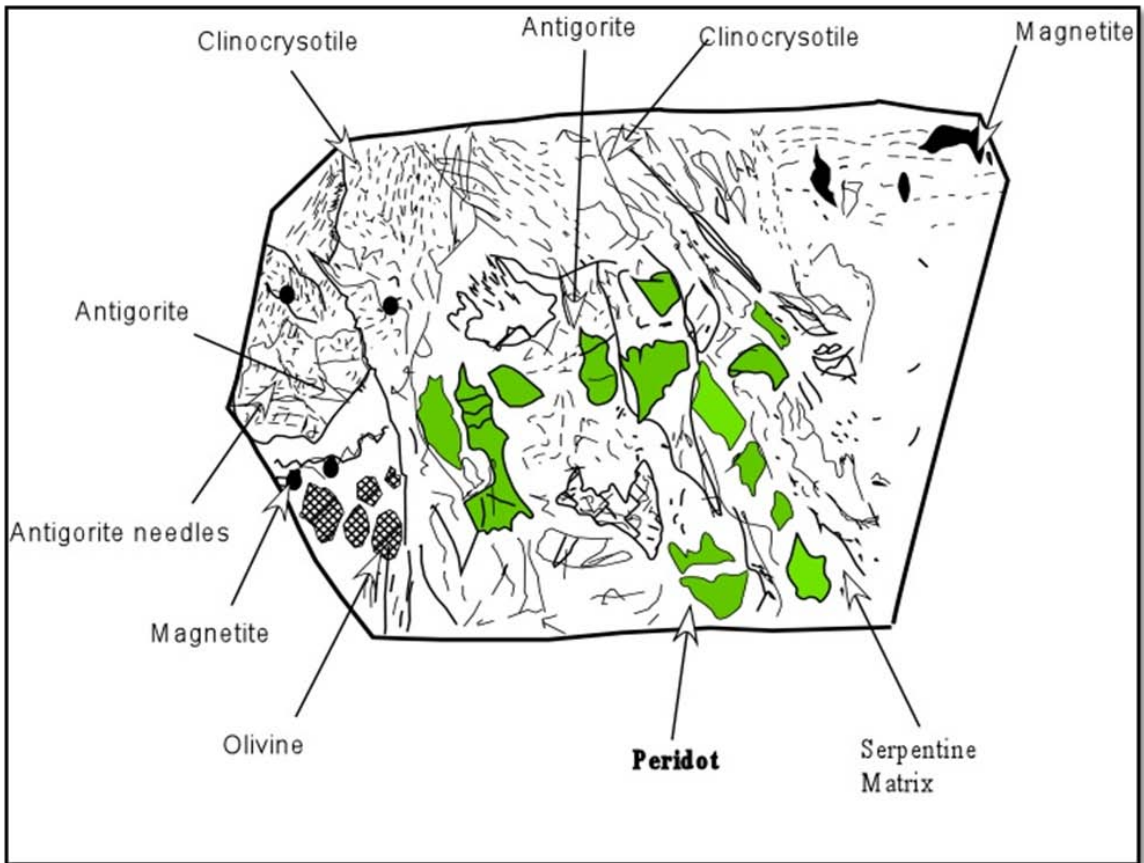 Antigorite
Clinocrysotile
Clinocrysotile
Magnetite
Antigorite
Antigorite needles
Magnetite
Olivine
Peridot
Serpentine
Matrix